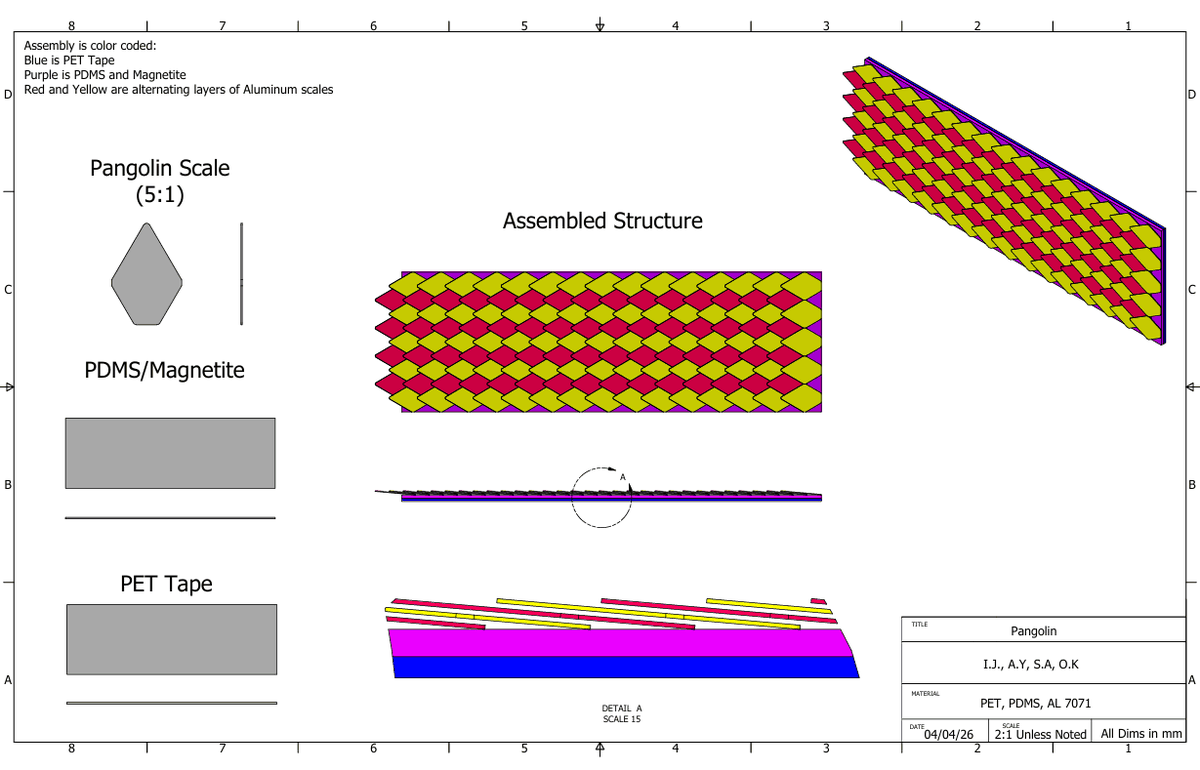 8 7 6 5 4 3 2 1
Assembly is color coded:
Blue is PET Tape
Purple is PDMS and Magnetite
Red and Yellow are alternating layers of Aluminum scales
D D
Pangolin Scale
(5:1)
Assembled Structure
C C
PDMS/Magnetite
A
B B
PET Tape
TITLE
Pangolin
I.J., A.Y, S.A, O.K
A A
MATERIAL
PET, PDMS, AL 7071
DETAIL A
SCALE 15
DATE
04/04/26
SCALE
2:1 Unless Noted
All Dims in mm
8 7 6 5 4 3 2 1